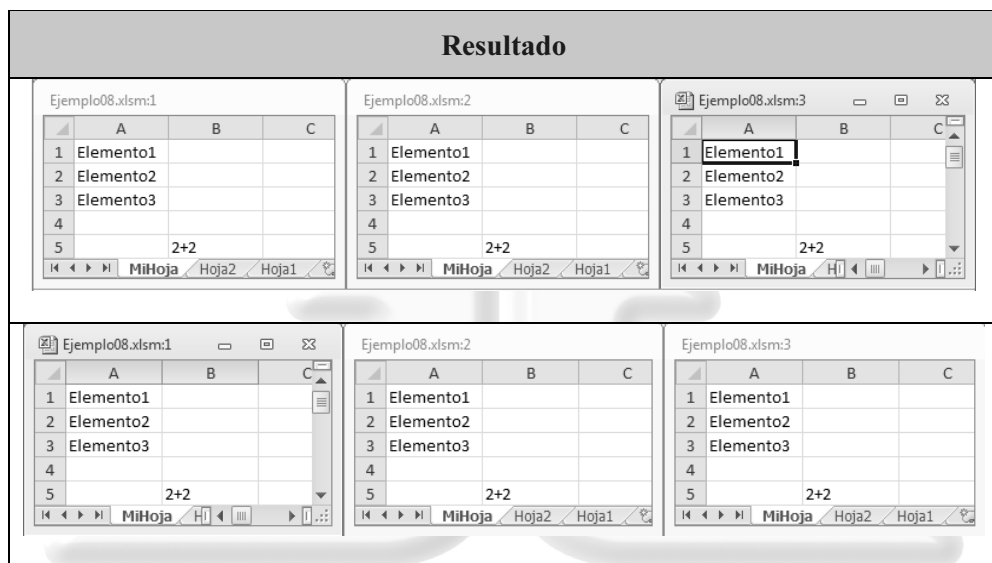 Resultado
Ejemplo08.xlsm:1 Ejemplo08.xlsm:2 Ejemplo08.xlsm:3
A B C A B C A B C
1 Elemento1 1 Elemento1 1 Elemento1
2 Elemento2 2 Elemento2 2 Elemento2
3 Elemento3 3 Elemento3 3 Elemento3
4 4 4
5 2+2 5 2+2 5 2+2
MiHoja Hoja2 Hoja1 MiHoja Hoja2 Hoja1 MiHoja
Ejemplo08.xlsm:1 Ejemplo08.xlsm:2 Ejemplo08.xlsm:3
A B C A B C A B C
1 Elemento1 1 Elemento1 1 Elemento1
2 Elemento2 2 Elemento2 2 Elemento2
3 Elemento3 3 Elemento3 3 Elemento3
4 4 4
5 2+2 5 2+2 5 2+2
MiHoja MiHoja Hoja2 Hoja1 MiHoja Hoja2 Hoja1